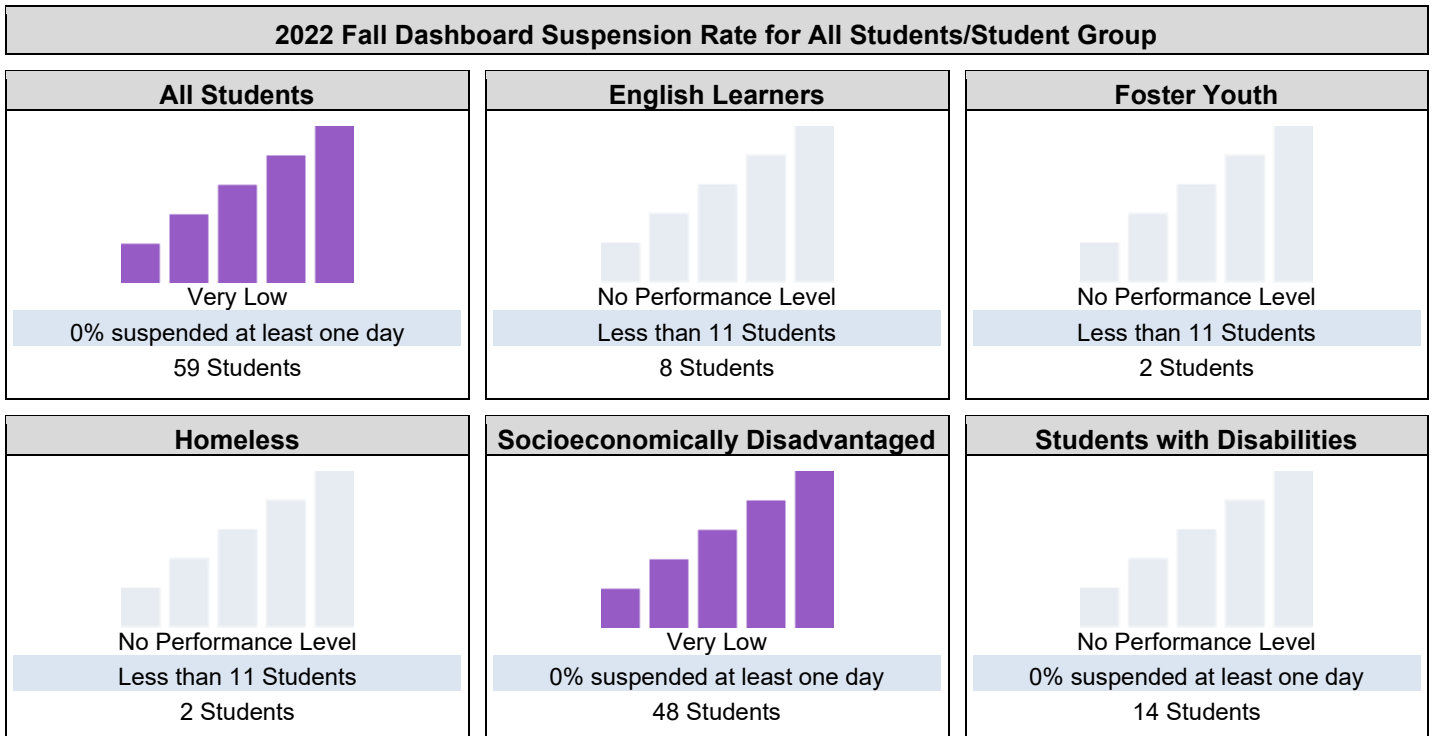 2022 Fall Dashboard Suspension Rate for All Students/Student Group
All Students
Very Low
0% suspended at least one day
59 Students
English Learners
No Performance Level
Less than 11 Students
8 Students
Foster Youth
No Performance Level
Less than 11 Students
2 Students
Homeless
No Performance Level
Less than 11 Students
2 Students
Socioeconomically Disadvantaged
Very Low
0% suspended at least one day
48 Students
Students with Disabilities
No Performance Level
0% suspended at least one day
14 Students